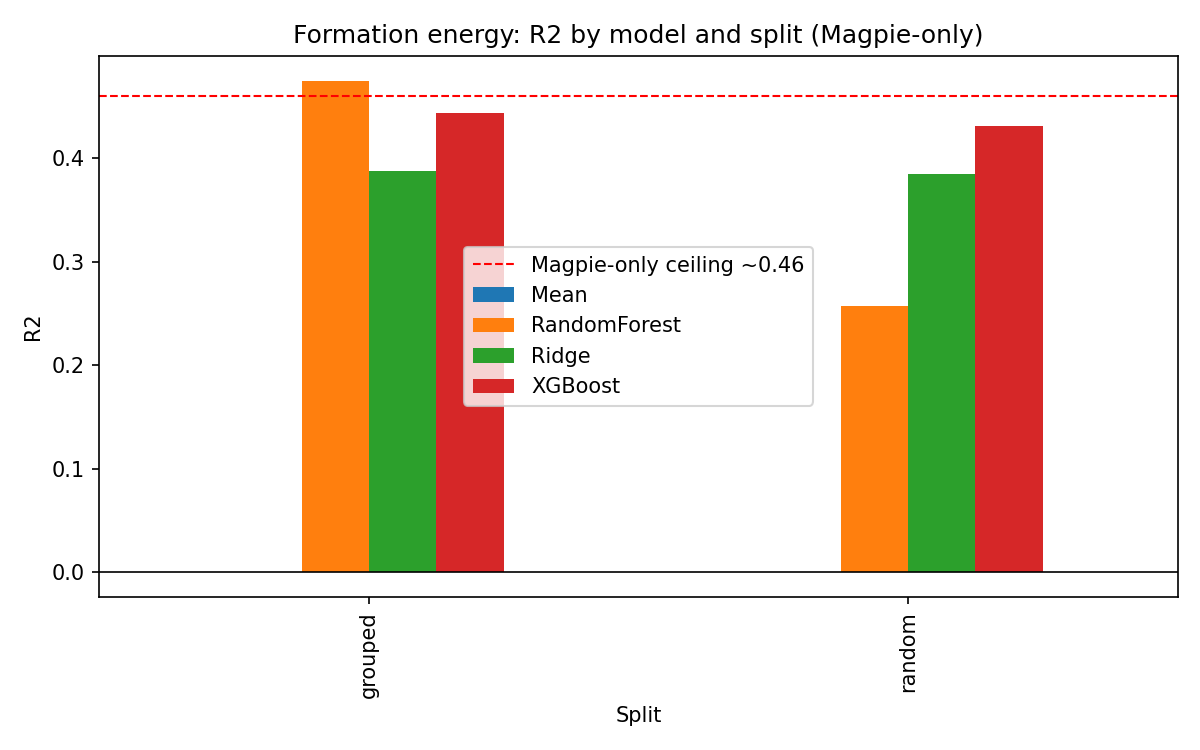 Formation energy: R2 by model and split (Magpie-only)
R2
0.4
0.3
0.2
0.1
0.0
Magpie-only ceiling ~0.46
Mean
RandomForest
Ridge
XGBoost
grouped
random
Split